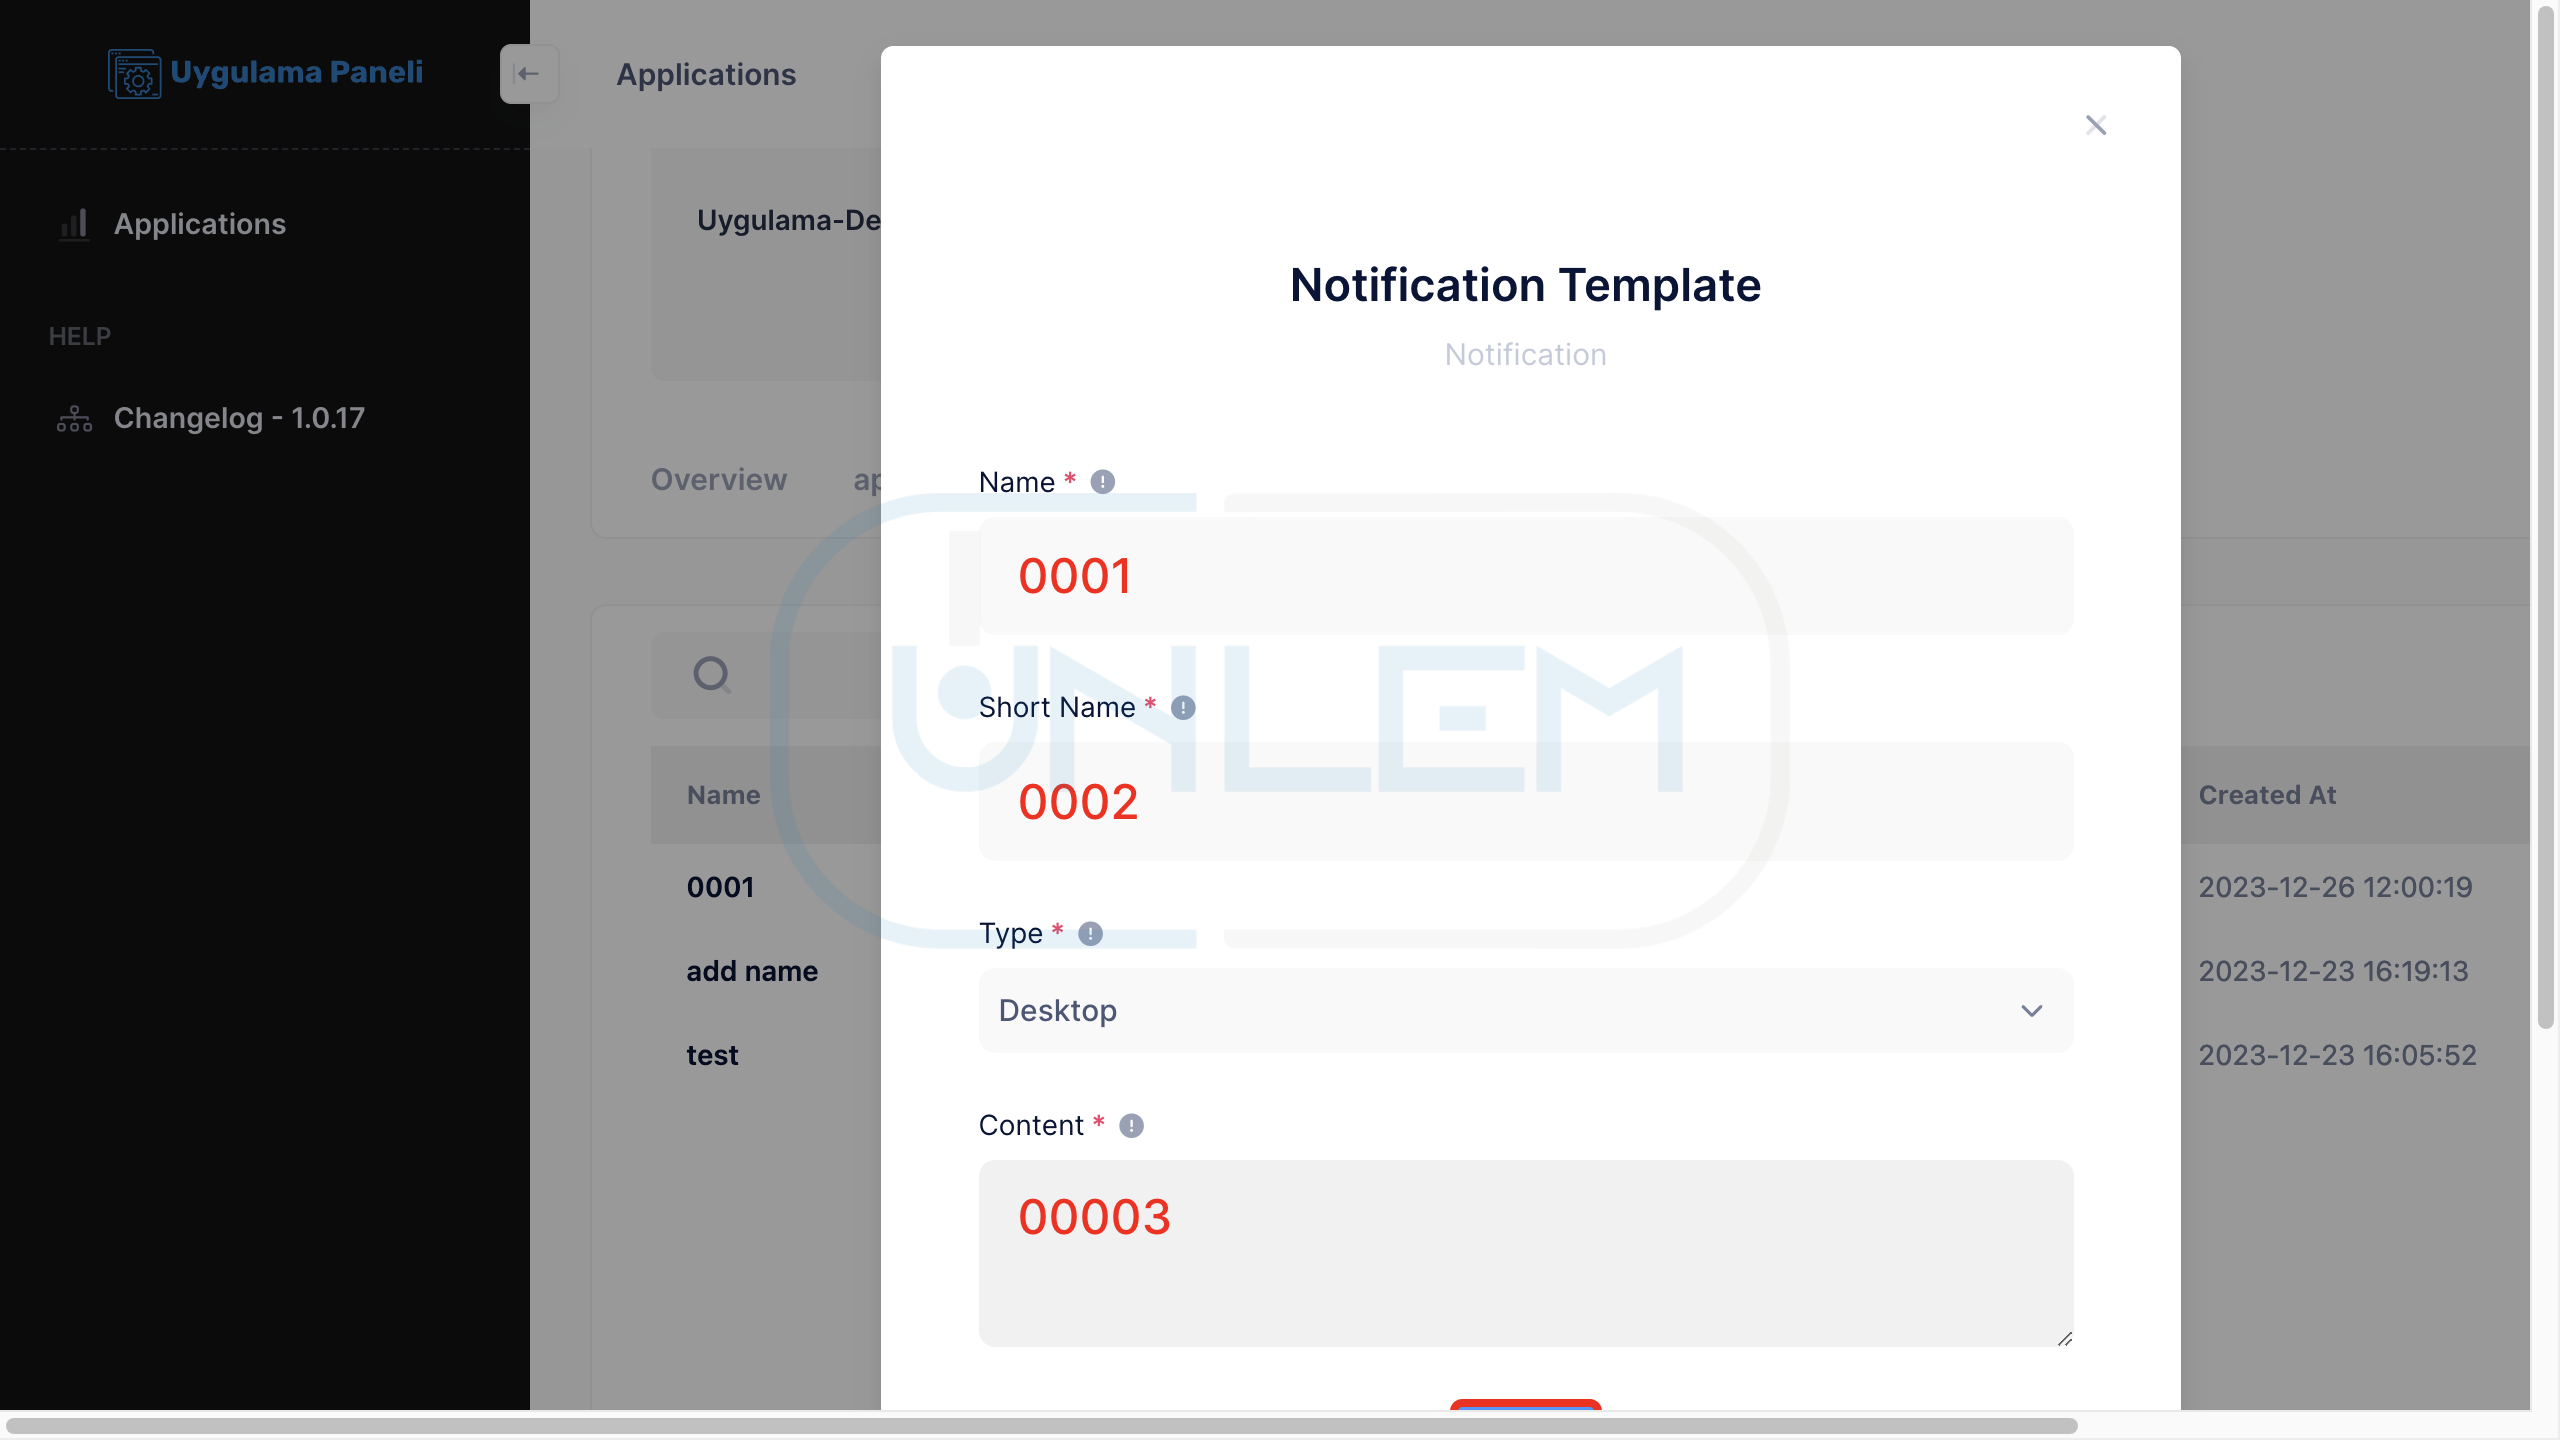 Uygulama Paneli
Applications
HELP
Changelog - 1.0.17
Applications
Uygulama-De
Overview ap
Name
0001
add name
test
Notification Template
Notification
Name *
0001
Short Name *
0002
Type *
Desktop
Content *
00003
UNLEM
Created At
2023-12-26 12:00:19
2023-12-23 16:19:13
2023-12-23 16:05:52